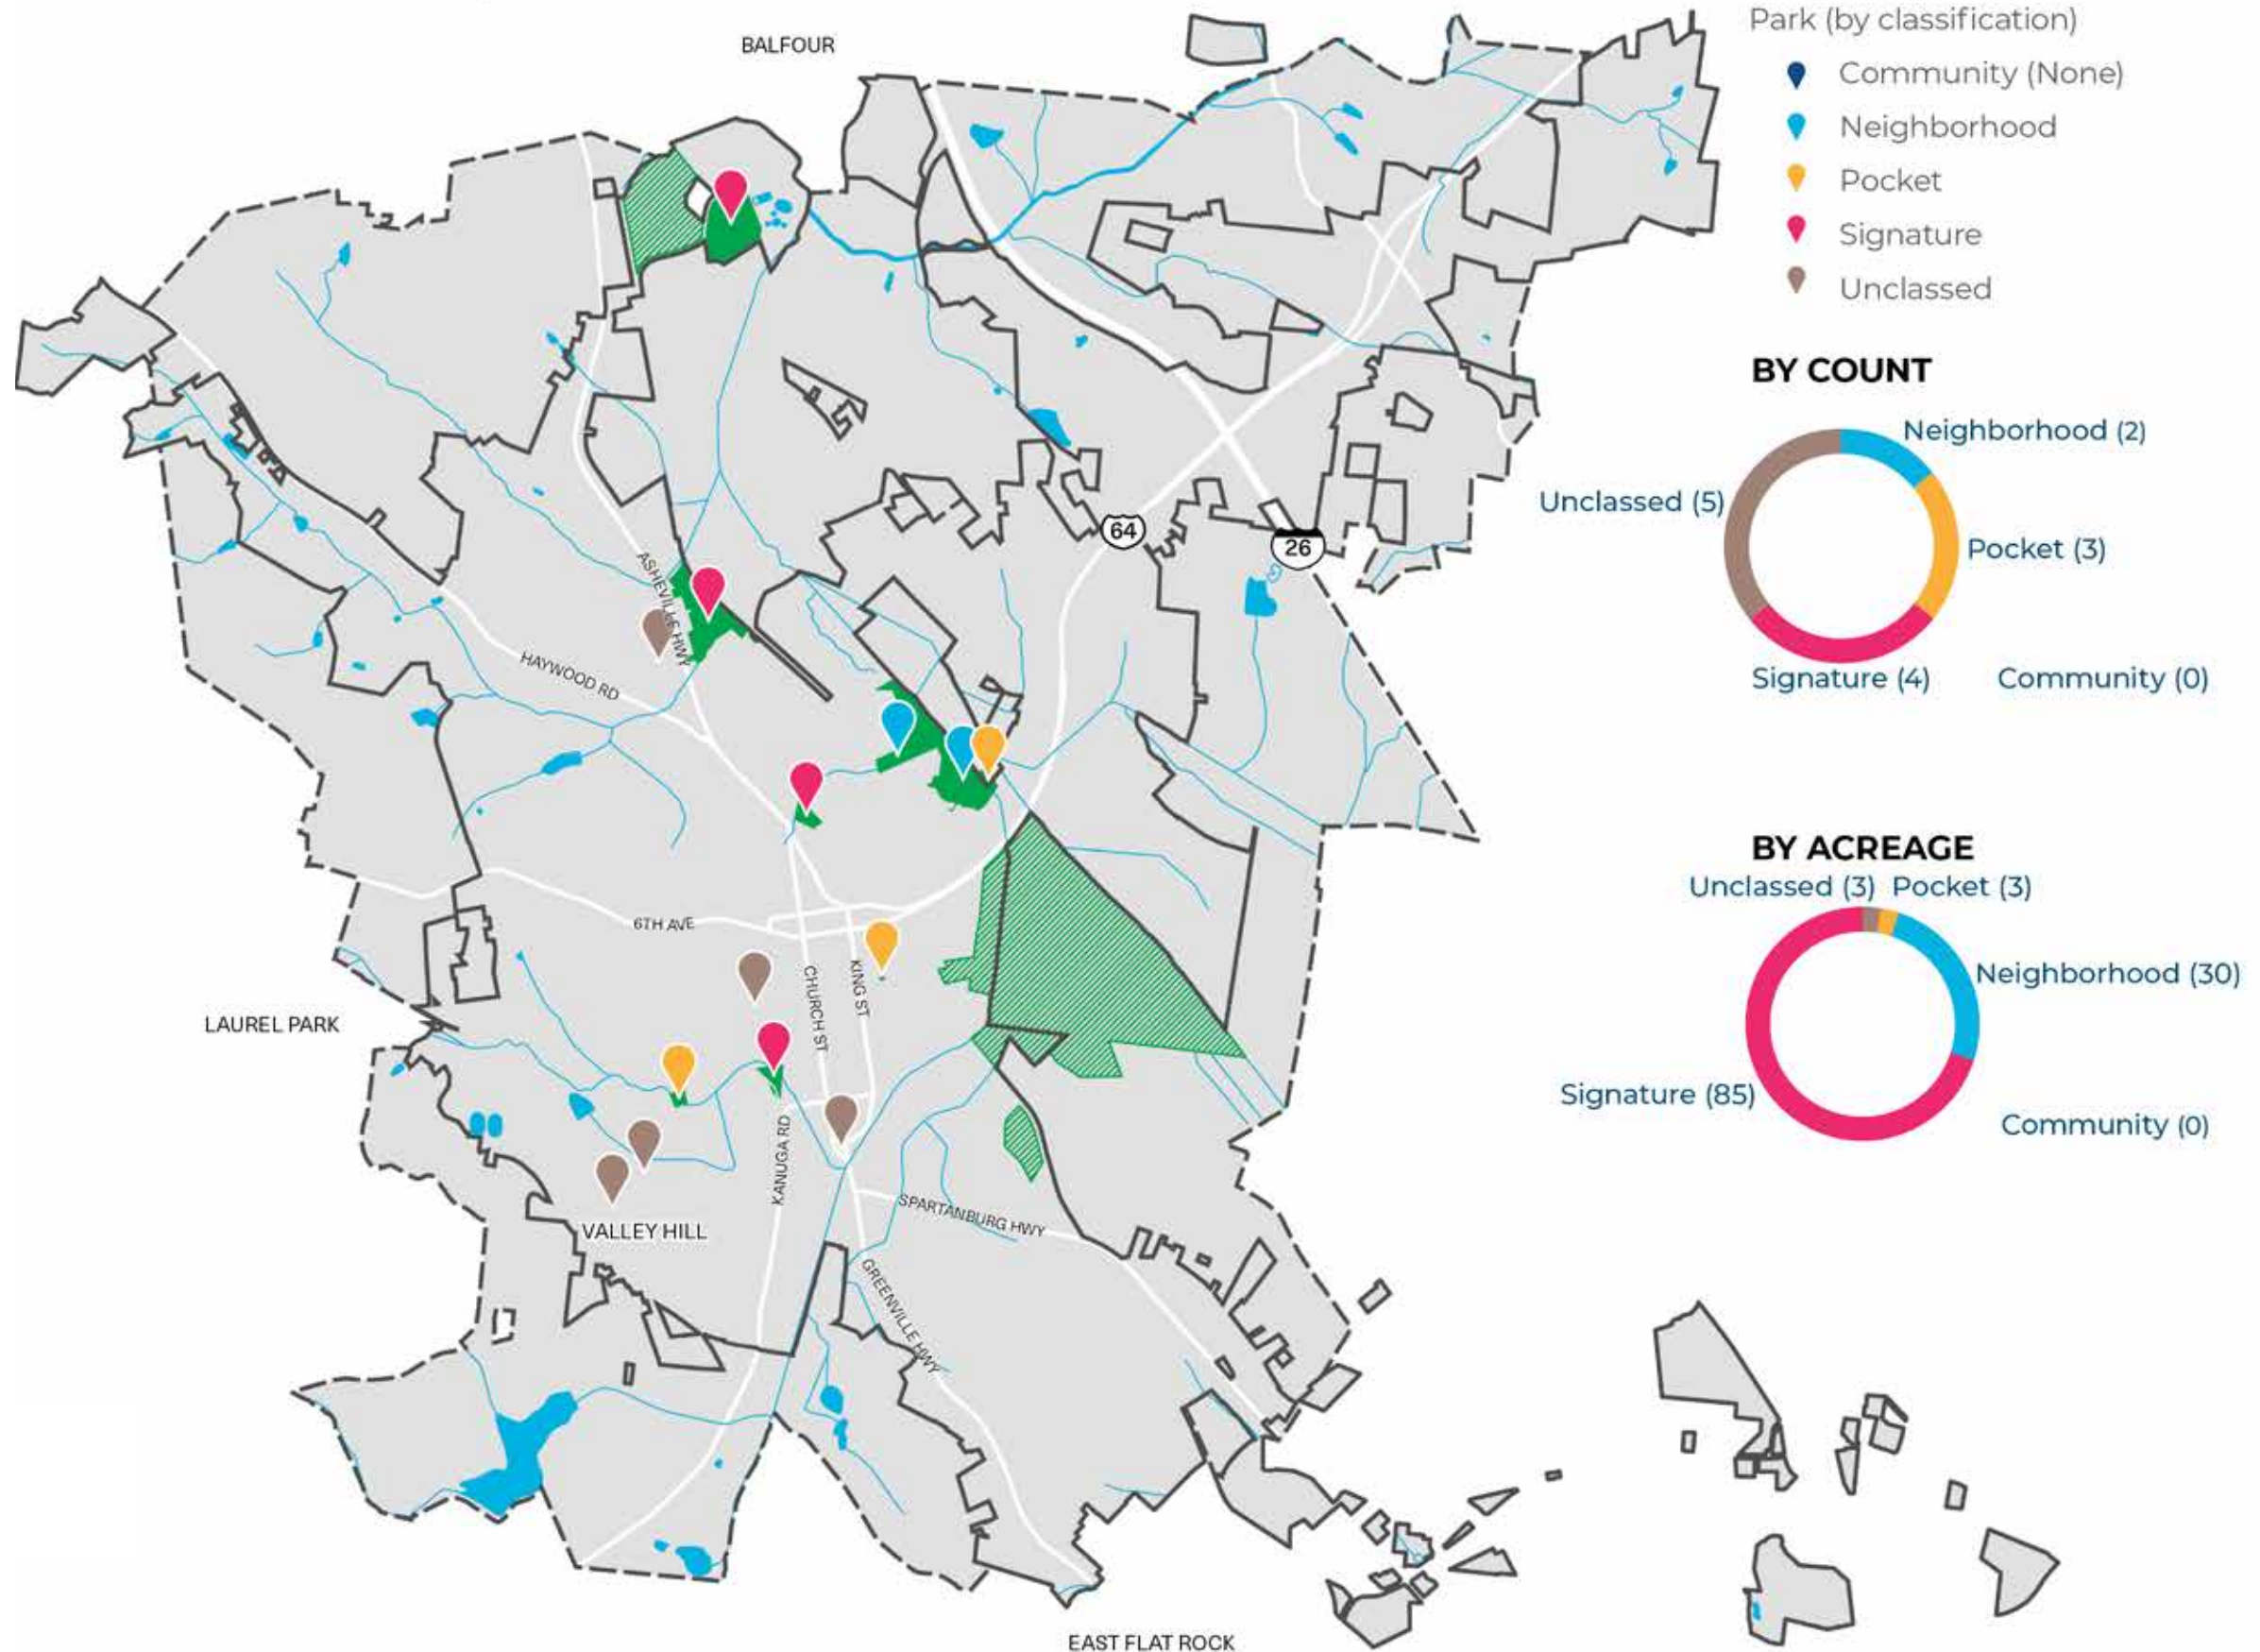 BALFOUR
Park (by classification)
Community (None)
Neighborhood
Pocket
Signature
Unclassed
BY COUNT
Neighborhood (2)
Unclassed (5)
Pocket (3)
Signature (4)
Community (0)
64
26
ASHEVILLE HWY
HAYWOOD RD
BY ACREAGE
Unclassed (3)
Pocket (3)
Neighborhood (30)
Signature (85)
Community (0)
6TH AVE
CHURCH ST
KING ST
LAUREL PARK
KANUGA RD
SPARTANBURG HWY
VALLEY HILL
GREENVILLE HWY
EAST FLAT ROCK